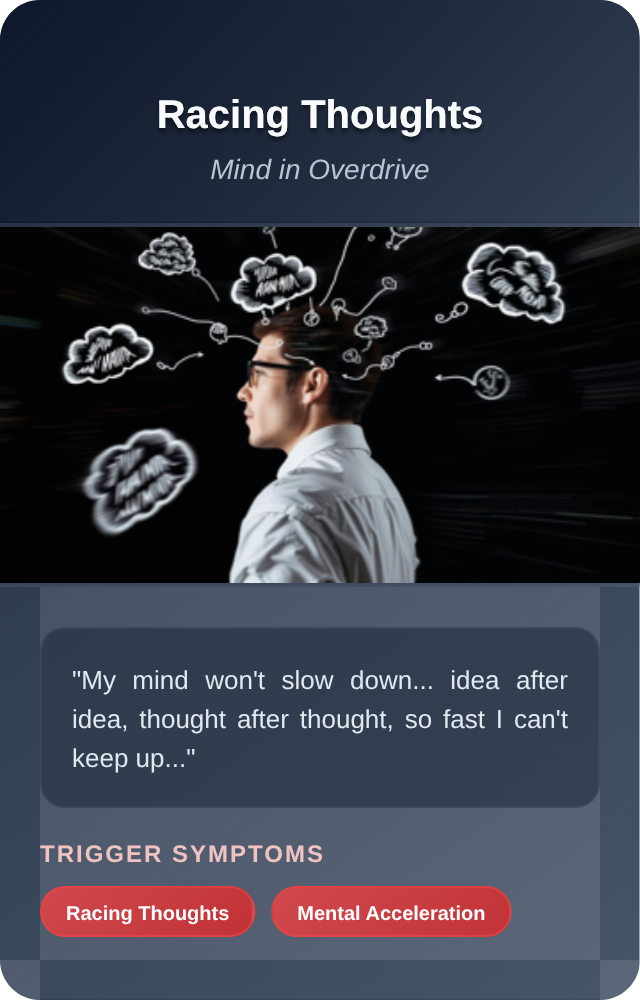 Racing Thoughts
Mind in Overdrive
"My mind won't slow down... idea after
idea, thought after thought, so fast I can't
keep up..."
TRIGGER SYMPTOMS
Racing Thoughts
Mental Acceleration